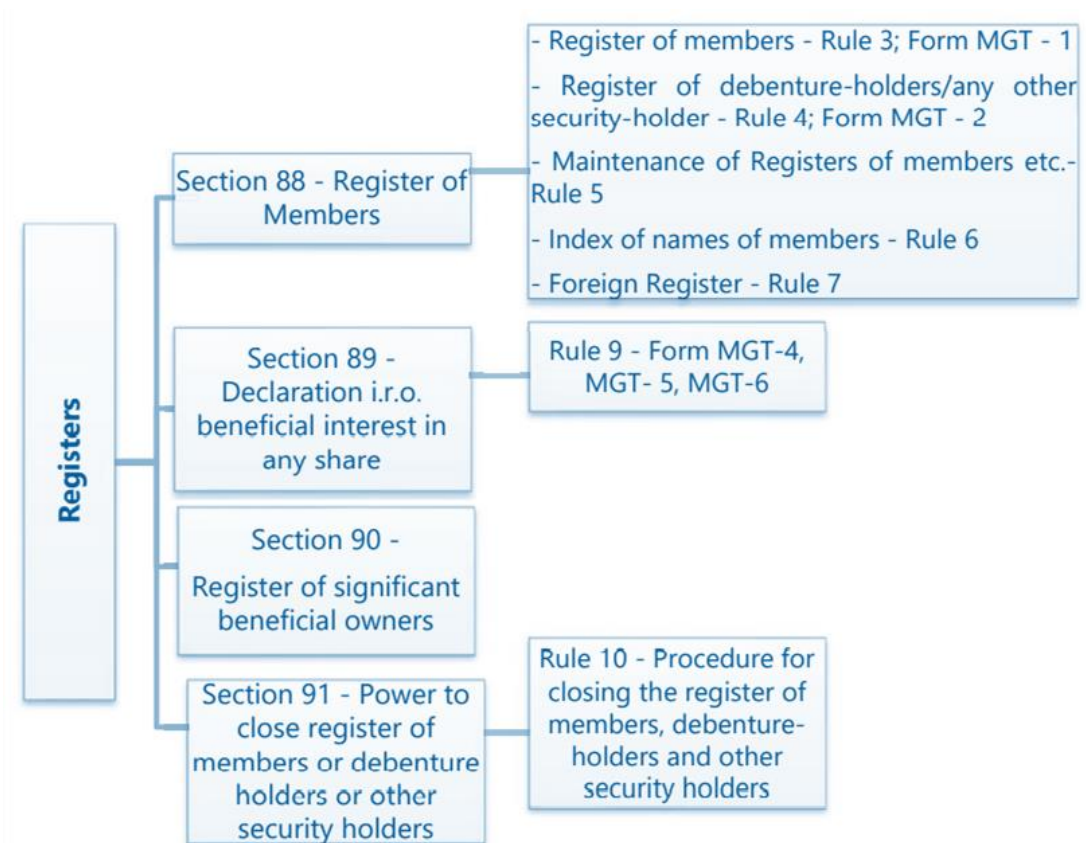 Registers
Section 88 - Register of
Members
- Register of members - Rule 3; Form MGT - 1
- Register of debenture-holders/any other
security-holder - Rule 4; Form MGT - 2
- Maintenance of Registers of members etc.-
Rule 5
- Index of names of members - Rule 6
- Foreign Register - Rule 7
Section 89 -
Declaration i.r.o.
beneficial interest in
any share
Rule 9 - Form MGT-4,
MGT- 5, MGT-6
Section 90 -
Register of significant
beneficial owners
Section 91 - Power to
close register of
members or debenture
holders or other
security holders
Rule 10 - Procedure for
closing the register of
members, debenture-
holders and other
security holders